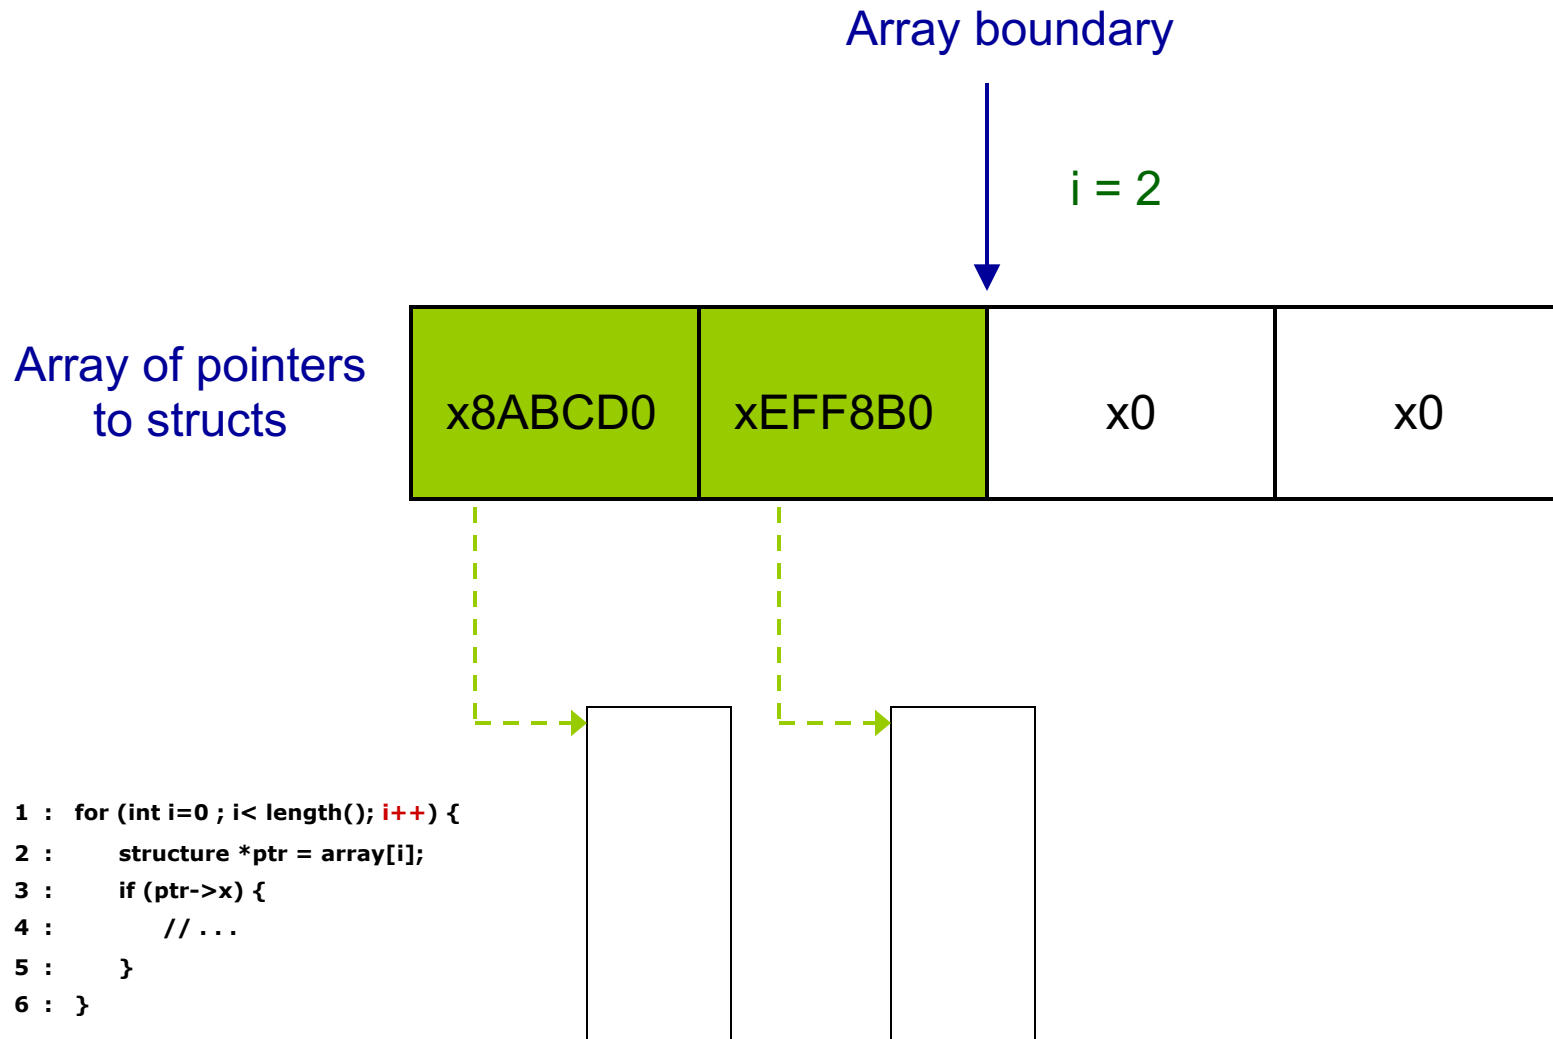 Array boundary
i = 2
Array of pointers
to structs
x8ABCD0 xEFF8B0 x0 x0
1 : for (int i=0 ; i< length(); i++) {
2 : structure *ptr = array[i];
3 : if (ptr->x) {
4 : // . . .
5 : }
6 : }